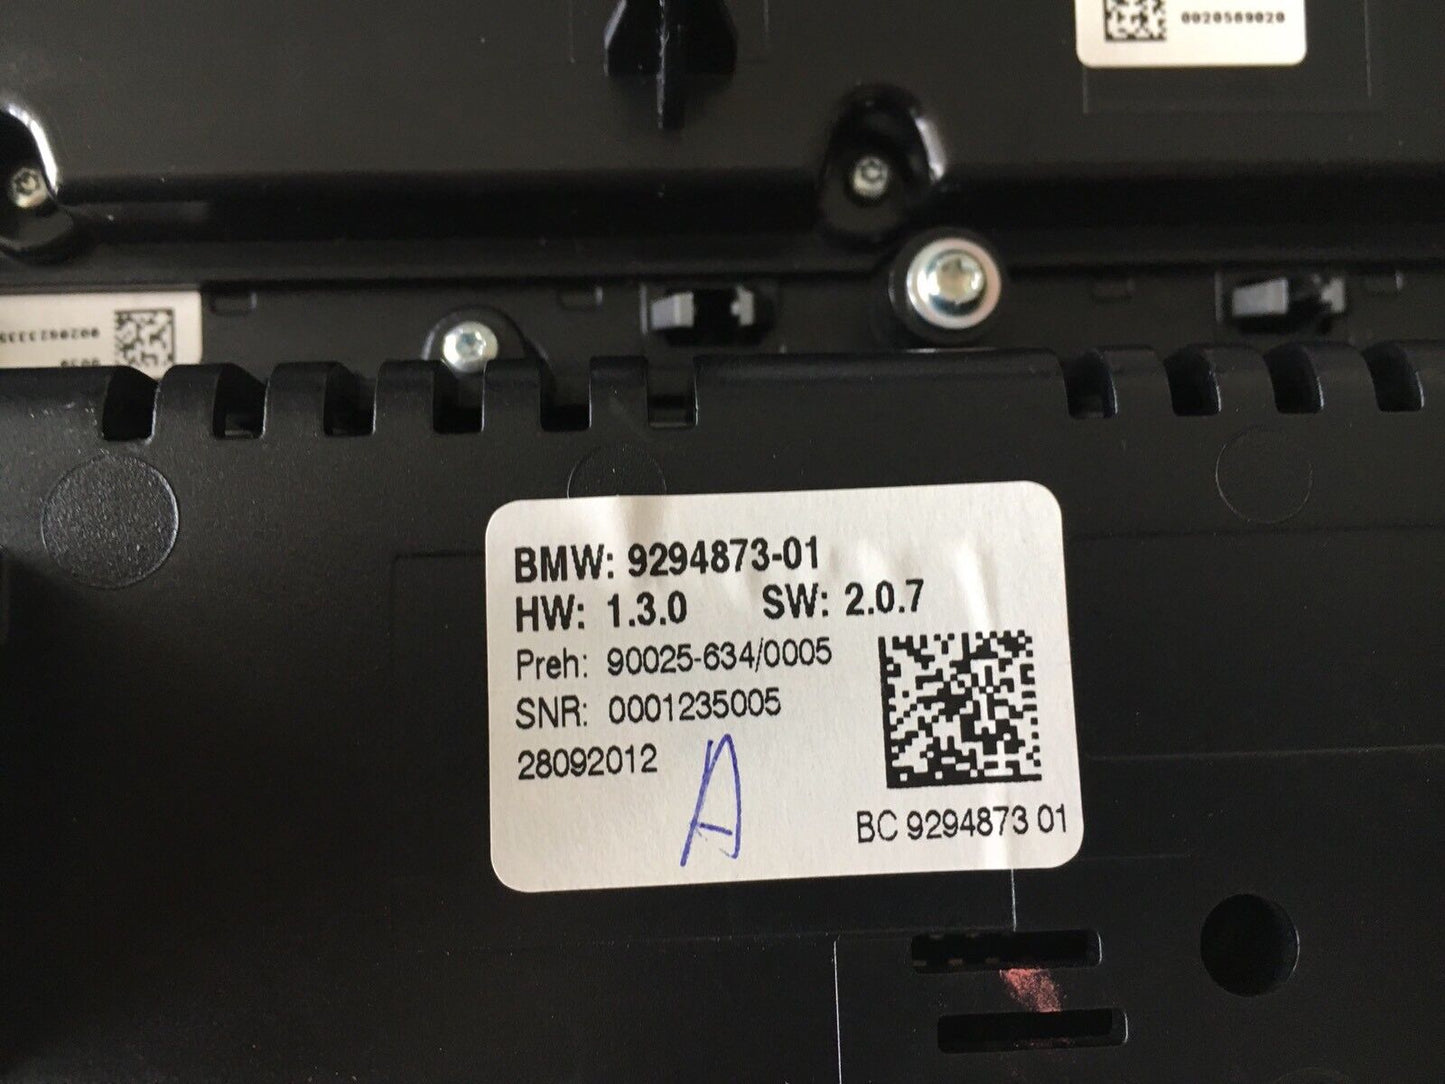 0020569020
BMW: 9294873-01
HW: 1.3.0 SW: 2.0.7
Preh: 90025-634/0005
SNR: 0001235005
28092012
A
BC 9294873 01